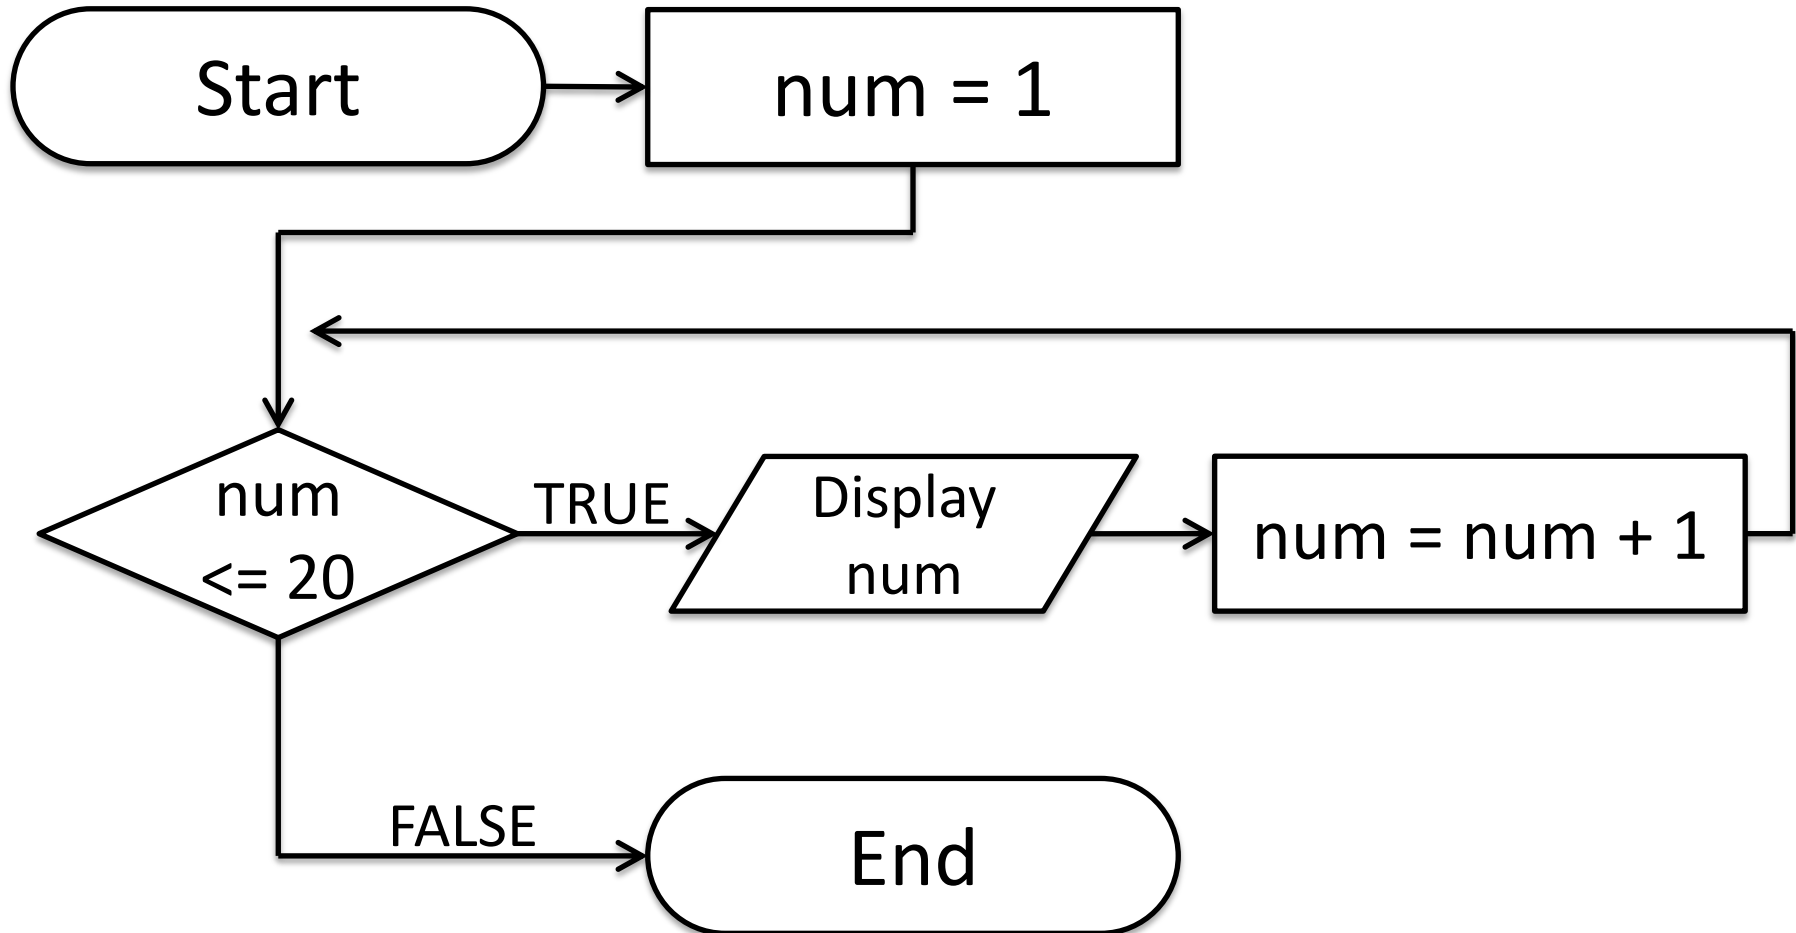 Start
num = 1
num
<= 20
TRUE
Display
num
num = num + 1
FALSE
End